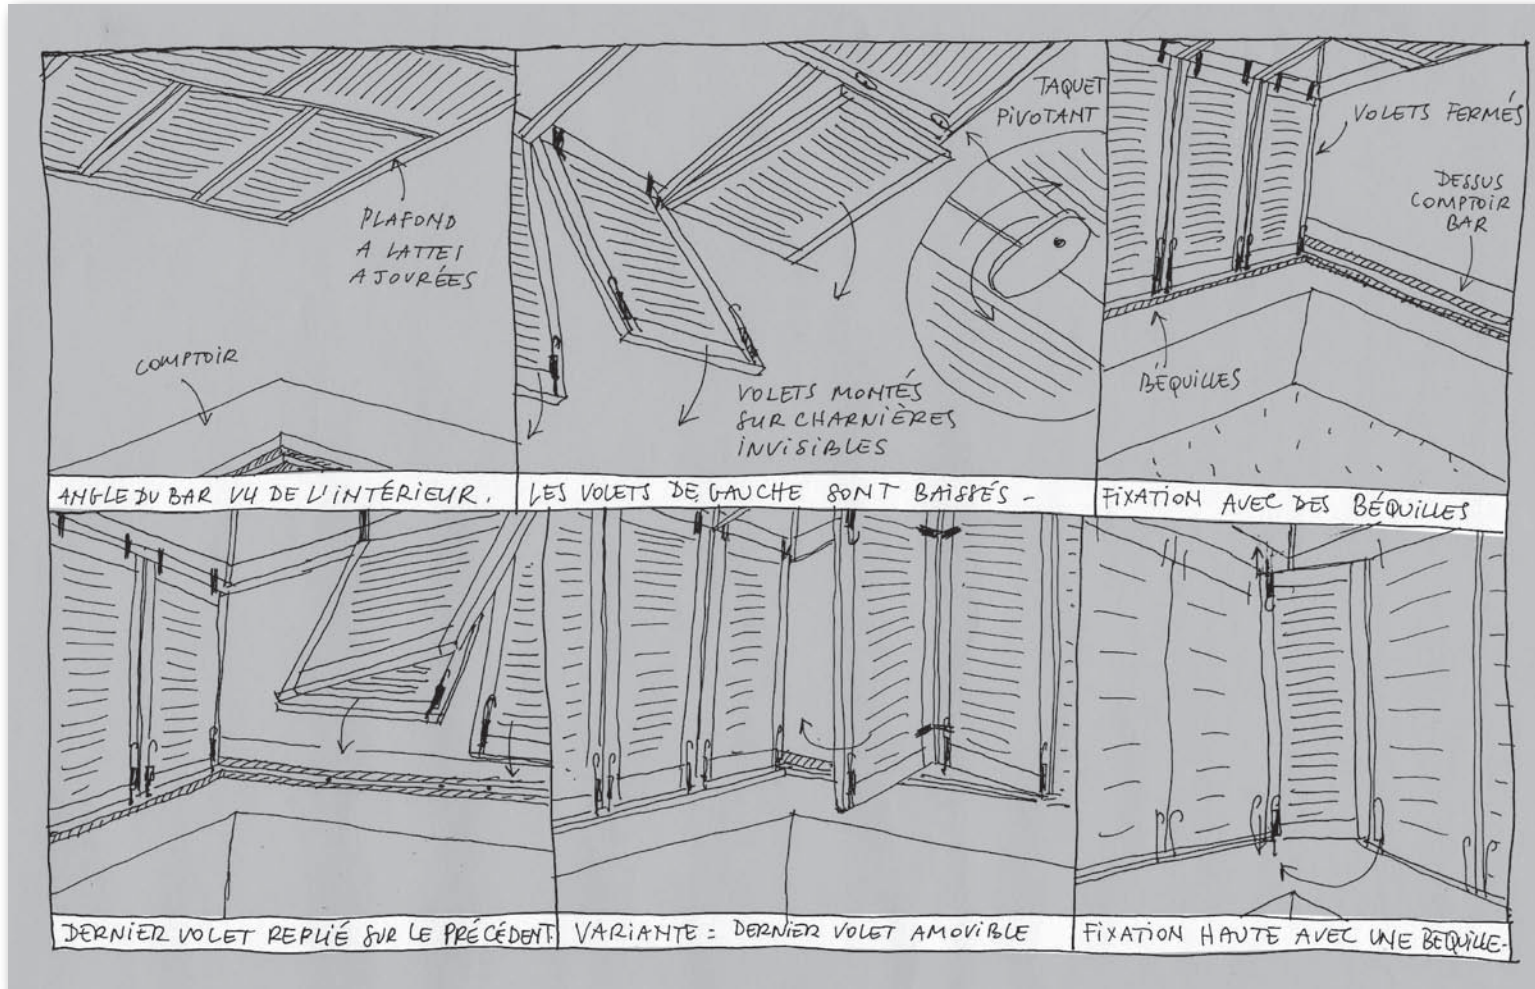 PLAFOND
A LATTES
AJOURÉES
COMPTOIR
ANGLE DU BAR VU DE L'INTÉRIEUR.
TAQUET
PIVOTANT
VOLETS MONTÉS
SUR CHARNIÈRES
INVISIBLES
LES VOLETS DE GAUCHE SONT BAISSÉS -
VOLETS FERMÉS
DESSUS
COMPTOIR
BAR
BÉQUILLES
FIXATION AVEC DES BÉQUILLES
DERNIER VOLET REPLIÉ SUR LE PRÉCÉDENT
VARIANTE = DERNIER VOLET AMOVIBLE
FIXATION HAUTE AVEC UNE BEQUILLE-